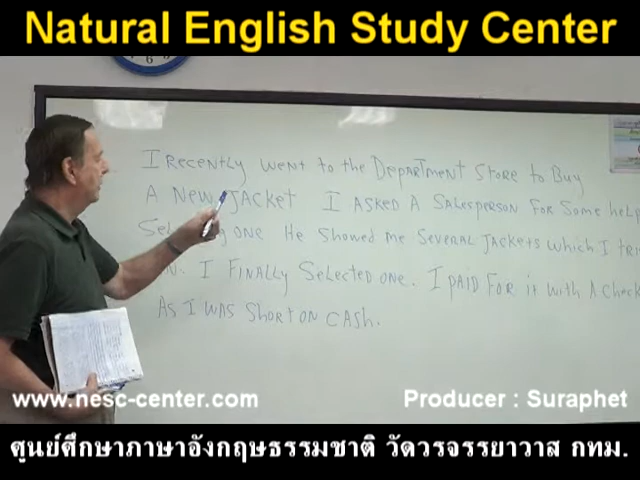 Natural English Study Center
I RECENTLY WENT to the DEPARTMENT STORE to BUY
A NEW JACKET I ASKED A SALESPERSON FOR SOME help
ONE HE SHOWED ME SEVERAL JACKETS WHICH I
I FINALLY SELECTED ONE. I PAID FOR it WITH A CHECK
AS I WAS SHORT ON CASH.
www.nesc-center.com
Producer : Suraphet
ศูนย์ศึกษาภาษาอังกฤษธรรมชาติ วัดวรจรรยาวาส กทม.